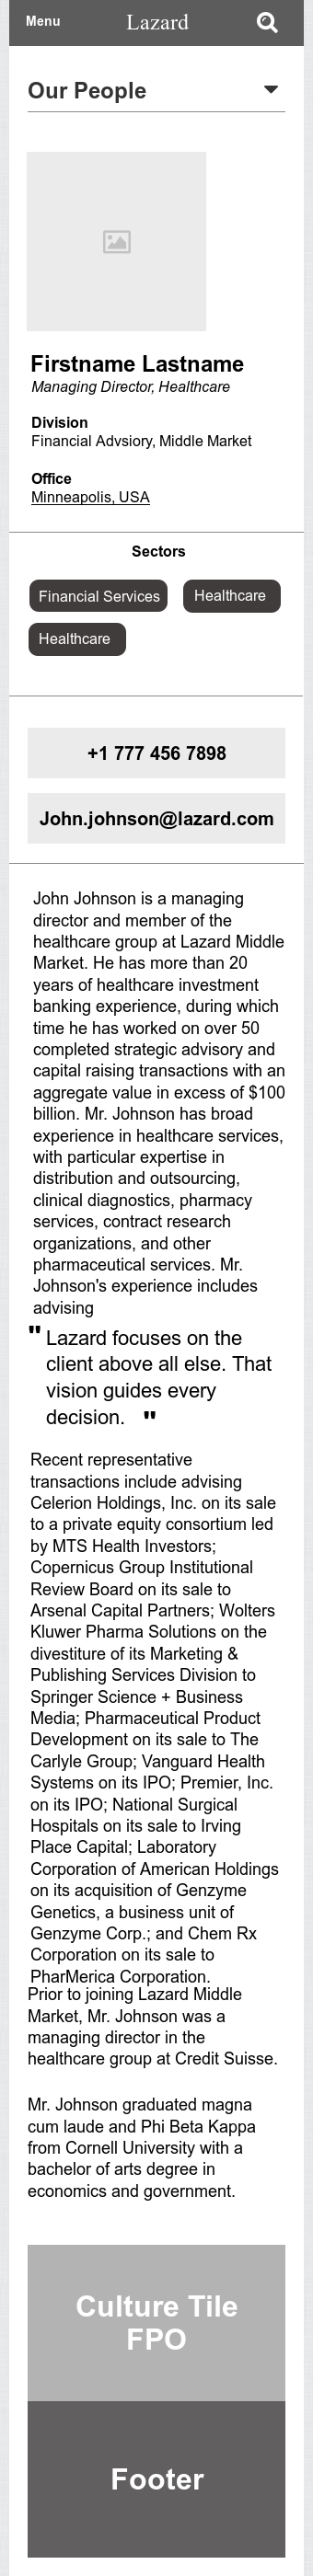 Menu
Lazard
Our People
Firstname Lastname
Managing Director, Healthcare
Division
Financial Advsiory, Middle Market
Office
Minneapolis, USA
Sectors
Financial Services
Healthcare
Healthcare
+1 777 456 7898
John.johnson@lazard.com
John Johnson is a managing
director and member of the
healthcare group at Lazard Middle
Market. He has more than 20
years of healthcare investment
banking experience, during which
time he has worked on over 50
completed strategic advisory and
capital raising transactions with an
aggregate value in excess of $100
billion. Mr. Johnson has broad
experience in healthcare services,
with particular expertise in
distribution and outsourcing,
clinical diagnostics, pharmacy
services, contract research
organizations, and other
pharmaceutical services. Mr.
Johnson's experience includes
advising
" Lazard focuses on the
client above all else. That
vision guides every
decision. "
Recent representative
transactions include advising
Celerion Holdings, Inc. on its sale
to a private equity consortium led
by MTS Health Investors;
Copernicus Group Institutional
Review Board on its sale to
Arsenal Capital Partners; Wolters
Kluwer Pharma Solutions on the
divestiture of its Marketing &
Publishing Services Division to
Springer Science + Business
Media; Pharmaceutical Product
Development on its sale to The
Carlyle Group; Vanguard Health
Systems on its IPO; Premier, Inc.
on its IPO; National Surgical
Hospitals on its sale to Irving
Place Capital; Laboratory
Corporation of American Holdings
on its acquisition of Genzyme
Genetics, a business unit of
Genzyme Corp.; and Chem Rx
Corporation on its sale to
PharMerica Corporation.
Prior to joining Lazard Middle
Market, Mr. Johnson was a
managing director in the
healthcare group at Credit Suisse.
Mr. Johnson graduated magna
cum laude and Phi Beta Kappa
from Cornell University with a
bachelor of arts degree in
economics and government.
Culture Tile
FPO
Footer